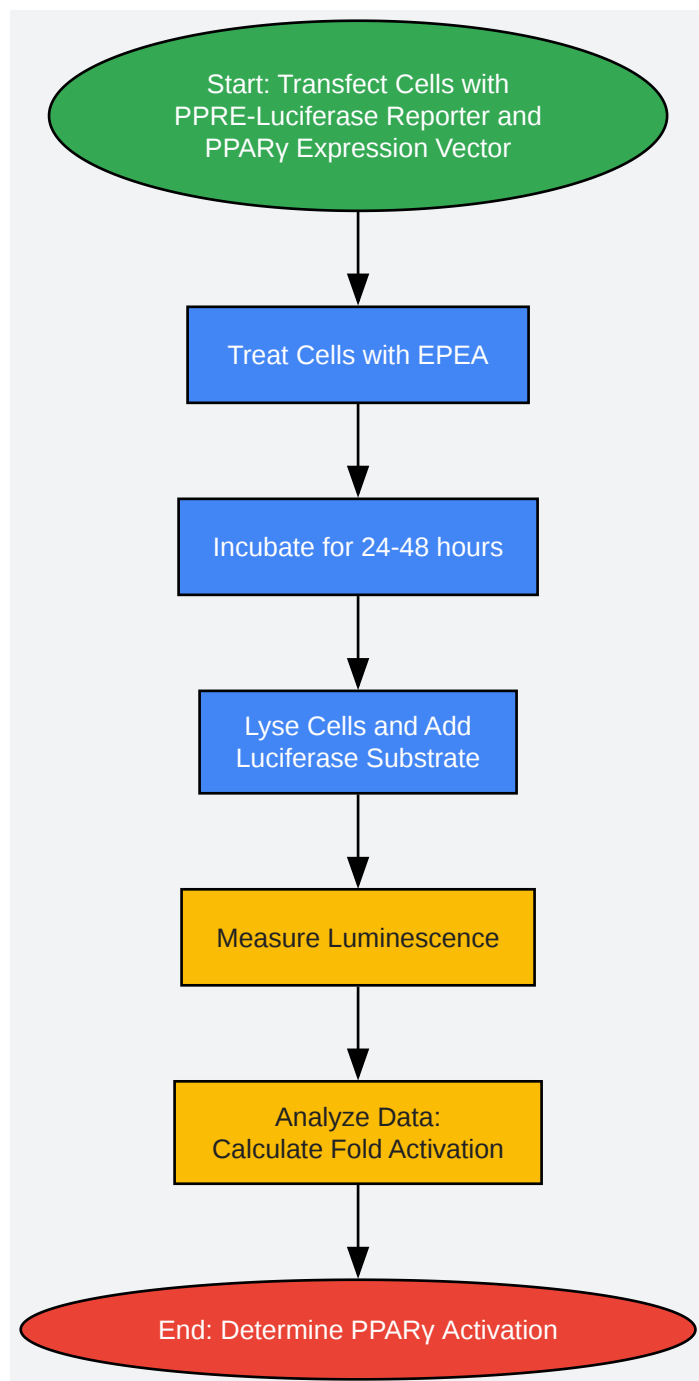 Start: Transfect Cells with
PPRE-Luciferase Reporter and
PPARγ Expression Vector
Treat Cells with EPEA
Incubate for 24-48 hours
Lyse Cells and Add
Luciferase Substrate
Measure Luminescence
Analyze Data:
Calculate Fold Activation
End: Determine PPARγ Activation